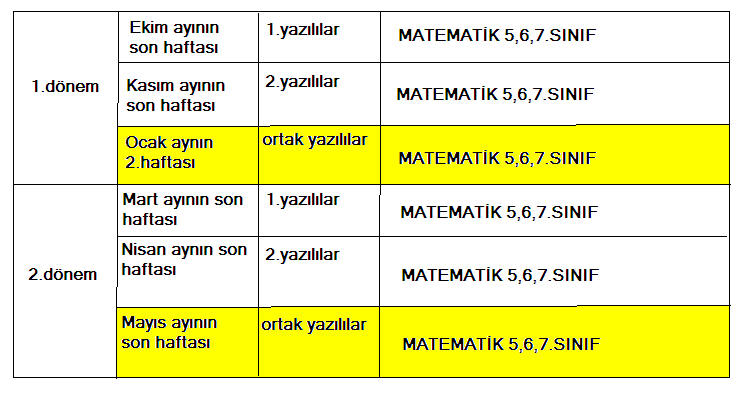 1.dönem
Ekim ayının
son haftası
1.yazılılar
MATEMATİK 5,6,7.SINIF
Kasım ayının
son haftası
2.yazılılar
MATEMATİK 5,6,7.SINIF
Ocak aynın
2.haftası
ortak yazılılar
MATEMATİK 5,6,7.SINIF
2.dönem
Mart ayının son
haftası
1.yazılılar
MATEMATİK 5,6,7.SINIF
Nisan aynın son
haftası
2.yazılılar
MATEMATİK 5,6,7.SINIF
Mayıs ayının
son haftası
ortak yazılılar
MATEMATİK 5,6,7.SINIF